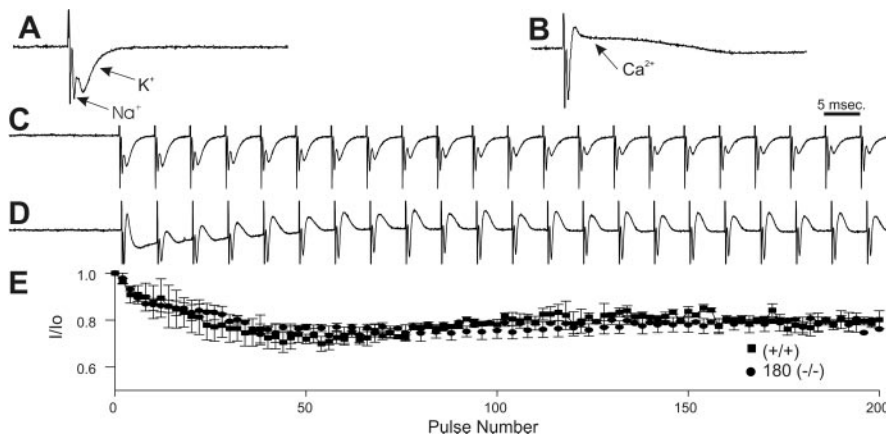 A
K⁺
Na⁺
B
Ca²⁺
5 msec.
C
D
E
1.0
0.8
0.6
I/Io
(+/+)
180 (-/-)
0
50
100
150
200
Pulse Number